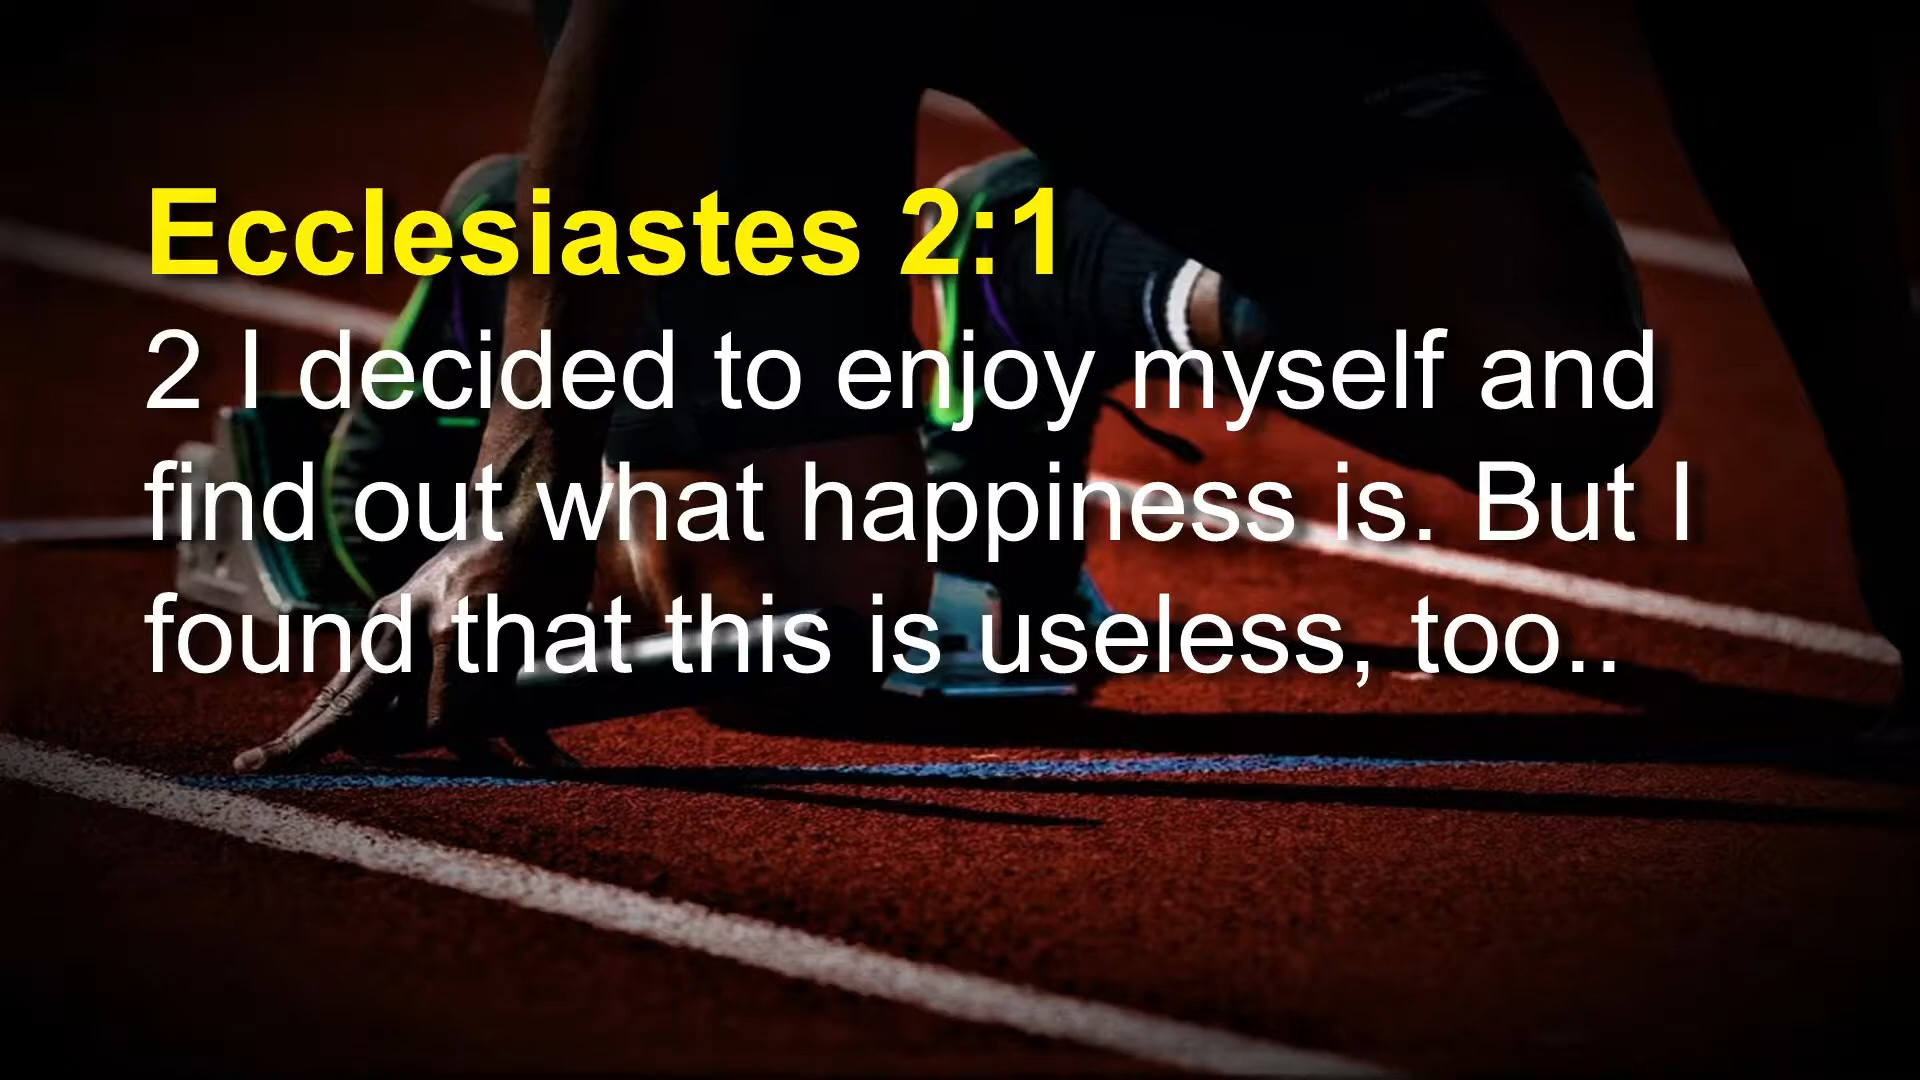 Ecclesiastes 2:1
2 I decided to enjoy myself and
find out what happiness is. But I
found that this is useless, too..